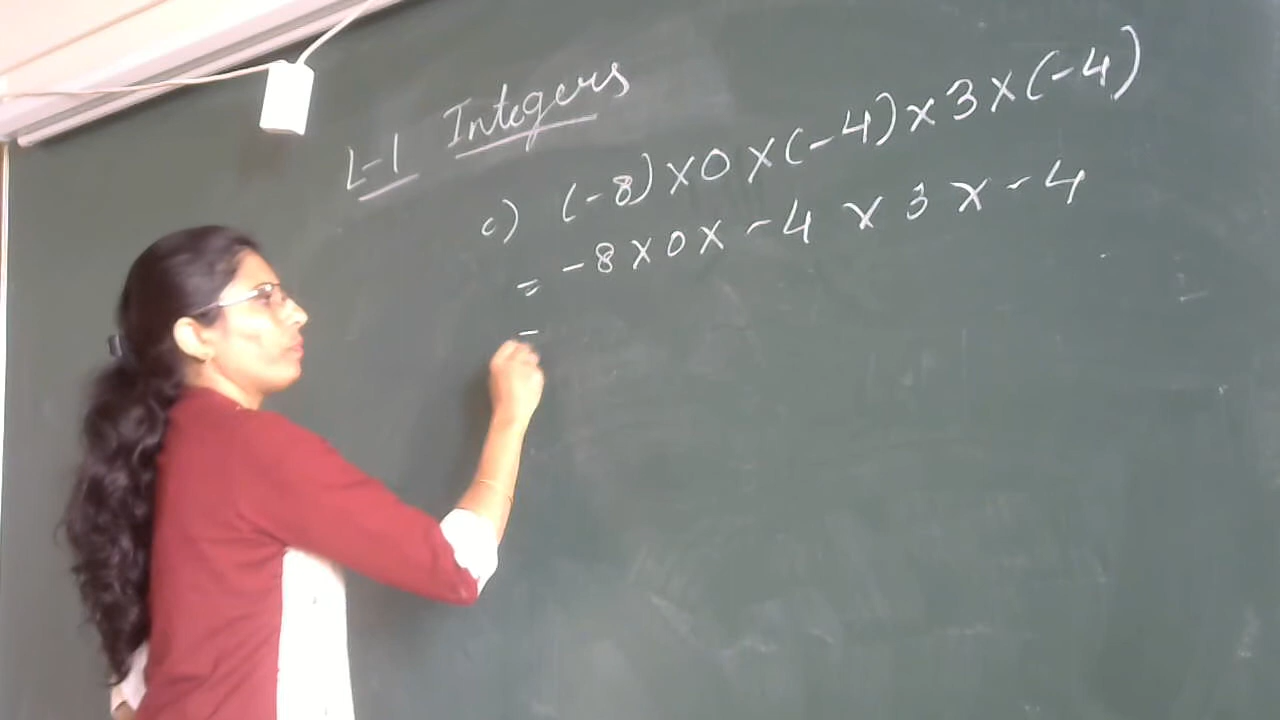 L-1 Integers
c) (-8) × 0 × (-4) × 3 × (-4)
= -8 × 0 × -4 × 3 × -4
=